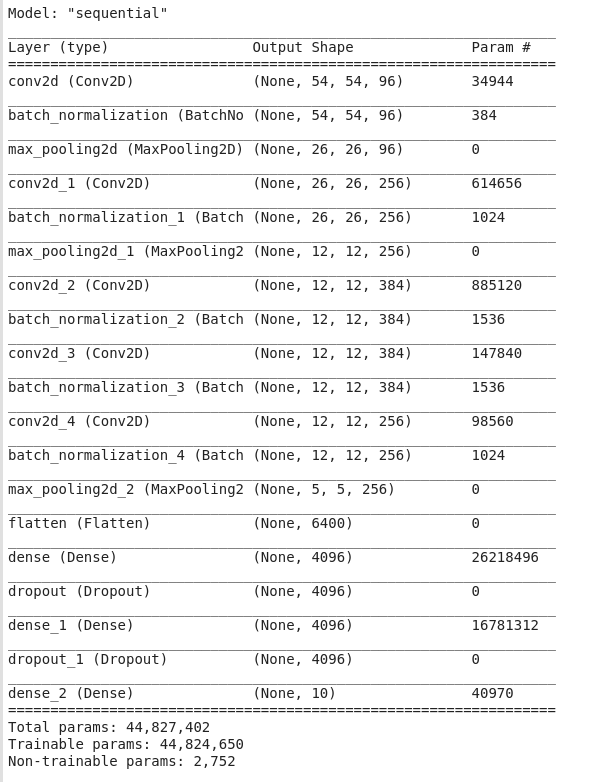 Model: "sequential"
Layer (type) Output Shape Param #
conv2d (Conv2D) (None, 54, 54, 96) 34944
batch_normalization (BatchNo (None, 54, 54, 96) 384
max_pooling2d (MaxPooling2D) (None, 26, 26, 96) 0
conv2d_1 (Conv2D) (None, 26, 26, 256) 614656
batch_normalization_1 (Batch (None, 26, 26, 256) 1024
max_pooling2d_1 (MaxPooling2 (None, 12, 12, 256) 0
conv2d_2 (Conv2D) (None, 12, 12, 384) 885120
batch_normalization_2 (Batch (None, 12, 12, 384) 1536
conv2d_3 (Conv2D) (None, 12, 12, 384) 147840
batch_normalization_3 (Batch (None, 12, 12, 384) 1536
conv2d_4 (Conv2D) (None, 12, 12, 256) 98560
batch_normalization_4 (Batch (None, 12, 12, 256) 1024
max_pooling2d_2 (MaxPooling2 (None, 5, 5, 256) 0
flatten (Flatten) (None, 6400) 0
dense (Dense) (None, 4096) 26218496
dropout (Dropout) (None, 4096) 0
dense_1 (Dense) (None, 4096) 16781312
dropout_1 (Dropout) (None, 4096) 0
dense_2 (Dense) (None, 10) 40970
Total params: 44,827,402
Trainable params: 44,824,650
Non-trainable params: 2,752